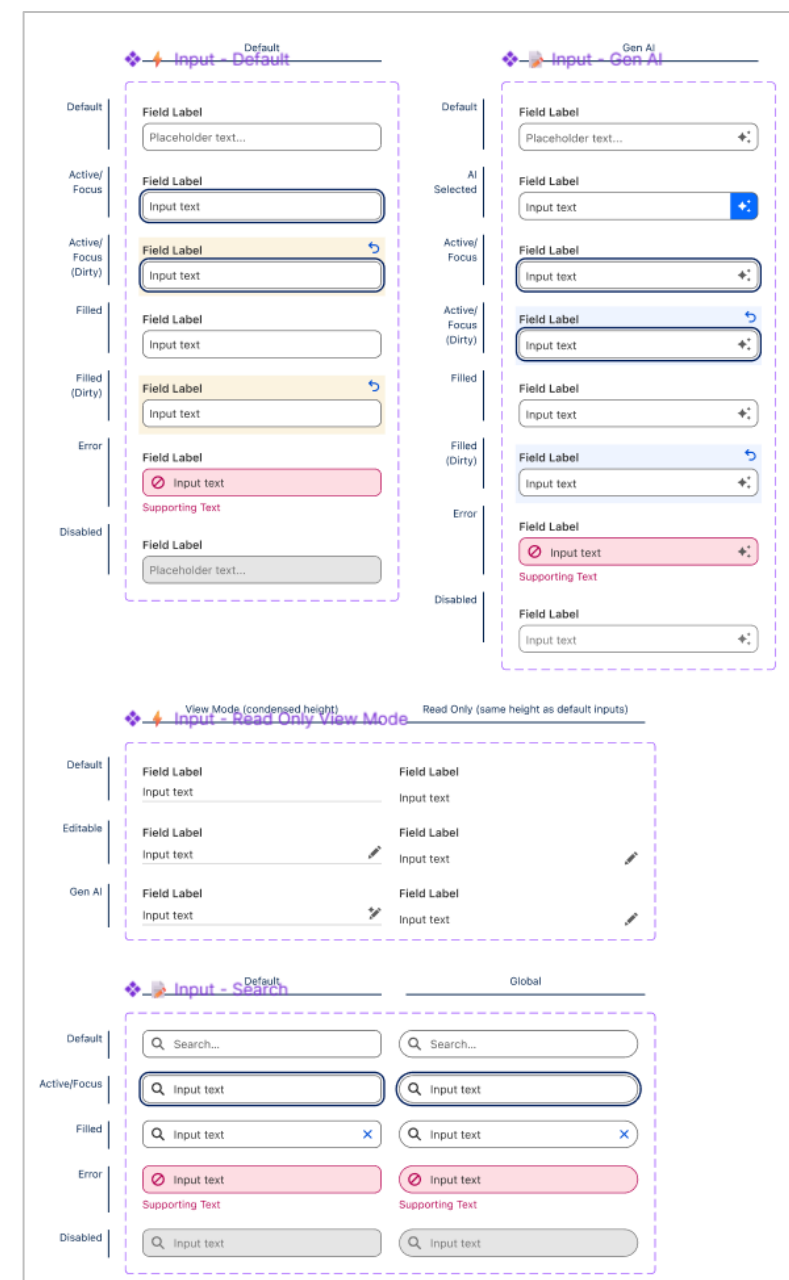 Default
Input - Default
Default
Field Label
Placeholder text...
Active/
Focus
Field Label
Input text
Active/
Focus
(Dirty)
Field Label
Input text
Filled
Field Label
Input text
Filled
(Dirty)
Field Label
Input text
Error
Field Label
Input text
Supporting Text
Disabled
Field Label
Placeholder text...
Gen AI
Input - Gen AI
Default
Field Label
Placeholder text...
AI
Selected
Field Label
Input text
Active/
Focus
Field Label
Input text
Active/
Focus
(Dirty)
Field Label
Input text
Filled
Field Label
Input text
Filled
(Dirty)
Field Label
Input text
Error
Field Label
Input text
Supporting Text
Disabled
Field Label
Input text
View Mode (condensed height)
Read Only (same height as default inputs)
Input - Read Only View Mode
Default
Field Label
Field Label
Input text
Input text
Editable
Field Label
Field Label
Input text
Input text
Gen AI
Field Label
Field Label
Input text
Input text
Default
Global
Input - Search
Default
Search...
Search...
Active/Focus
Input text
Input text
Filled
Input text
Input text
Error
Input text
Input text
Supporting Text
Supporting Text
Disabled
Input text
Input text